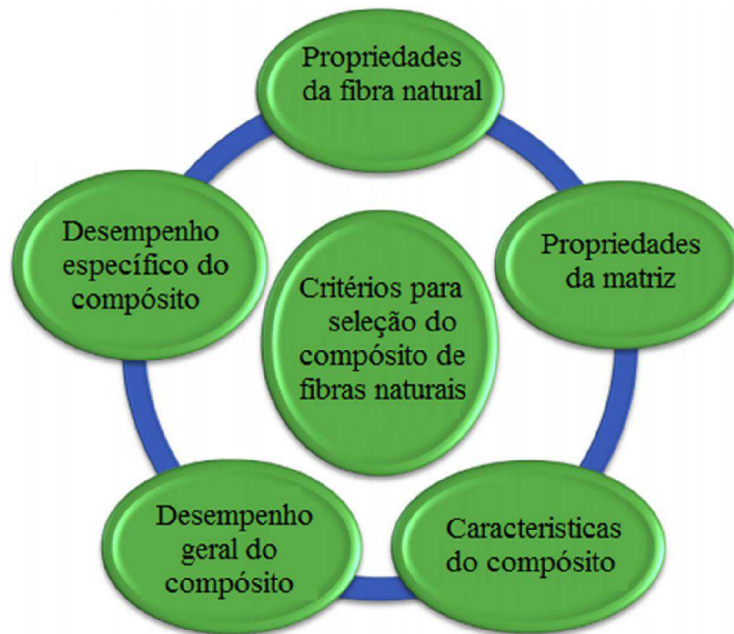 Propriedades
da fibra natural
Desempenho
específico do
compósito
Propriedades
da matriz
Critérios para
seleção do
compósito de
fibras naturais
Desempenho
geral do
compósito
Caracteristicas
do compósito